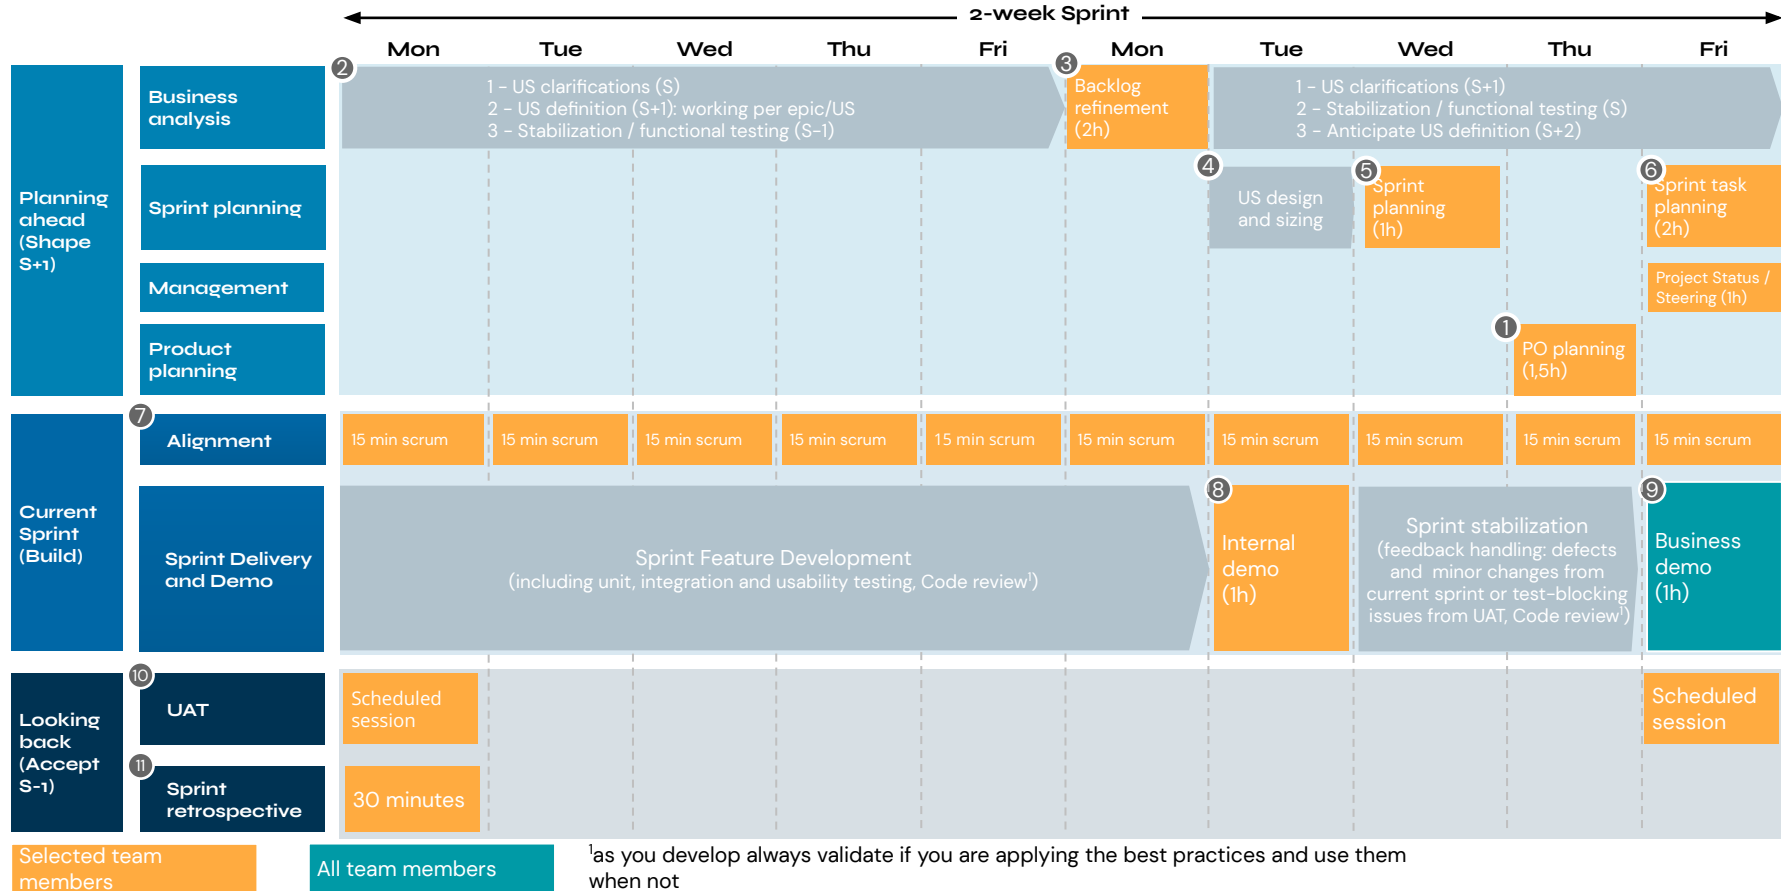 2-week Sprint
Mon Tue Wed Thu Fri Mon Tue Wed Thu Fri
Planning
ahead
(Shape
S+1)
2
Business
analysis
1 - US clarifications (S)
2 - US definition (S+1): working per epic/US
3 - Stabilization / functional testing (S-1)
3
Backlog
refinement
(2h)
1 - US clarifications (S+1)
2 - Stabilization / functional testing (S)
3 - Anticipate US definition (S+2)
Sprint planning
4
US design
and sizing
5
Sprint
planning
(1h)
6
Sprint task
planning
(2h)
Management
Project Status /
Steering (1h)
Product
planning
1
PO planning
(1,5h)
Current
Sprint
(Build)
7
Alignment
15 min scrum 15 min scrum 15 min scrum 15 min scrum 15 min scrum 15 min scrum 15 min scrum 15 min scrum 15 min scrum 15 min scrum
Sprint Delivery
and Demo
Sprint Feature Development
(including unit, integration and usability testing, Code review¹)
8
Internal
demo
(1h)
Sprint stabilization
(feedback handling: defects
and minor changes from
current sprint or test-blocking
issues from UAT, Code review¹)
9
Business
demo
(1h)
Looking
back
(Accept
S-1)
10
UAT
Scheduled
session
Scheduled
session
11
Sprint
retrospective
30 minutes
Selected team
members
All team members
¹as you develop always validate if you are applying the best practices and use them
when not